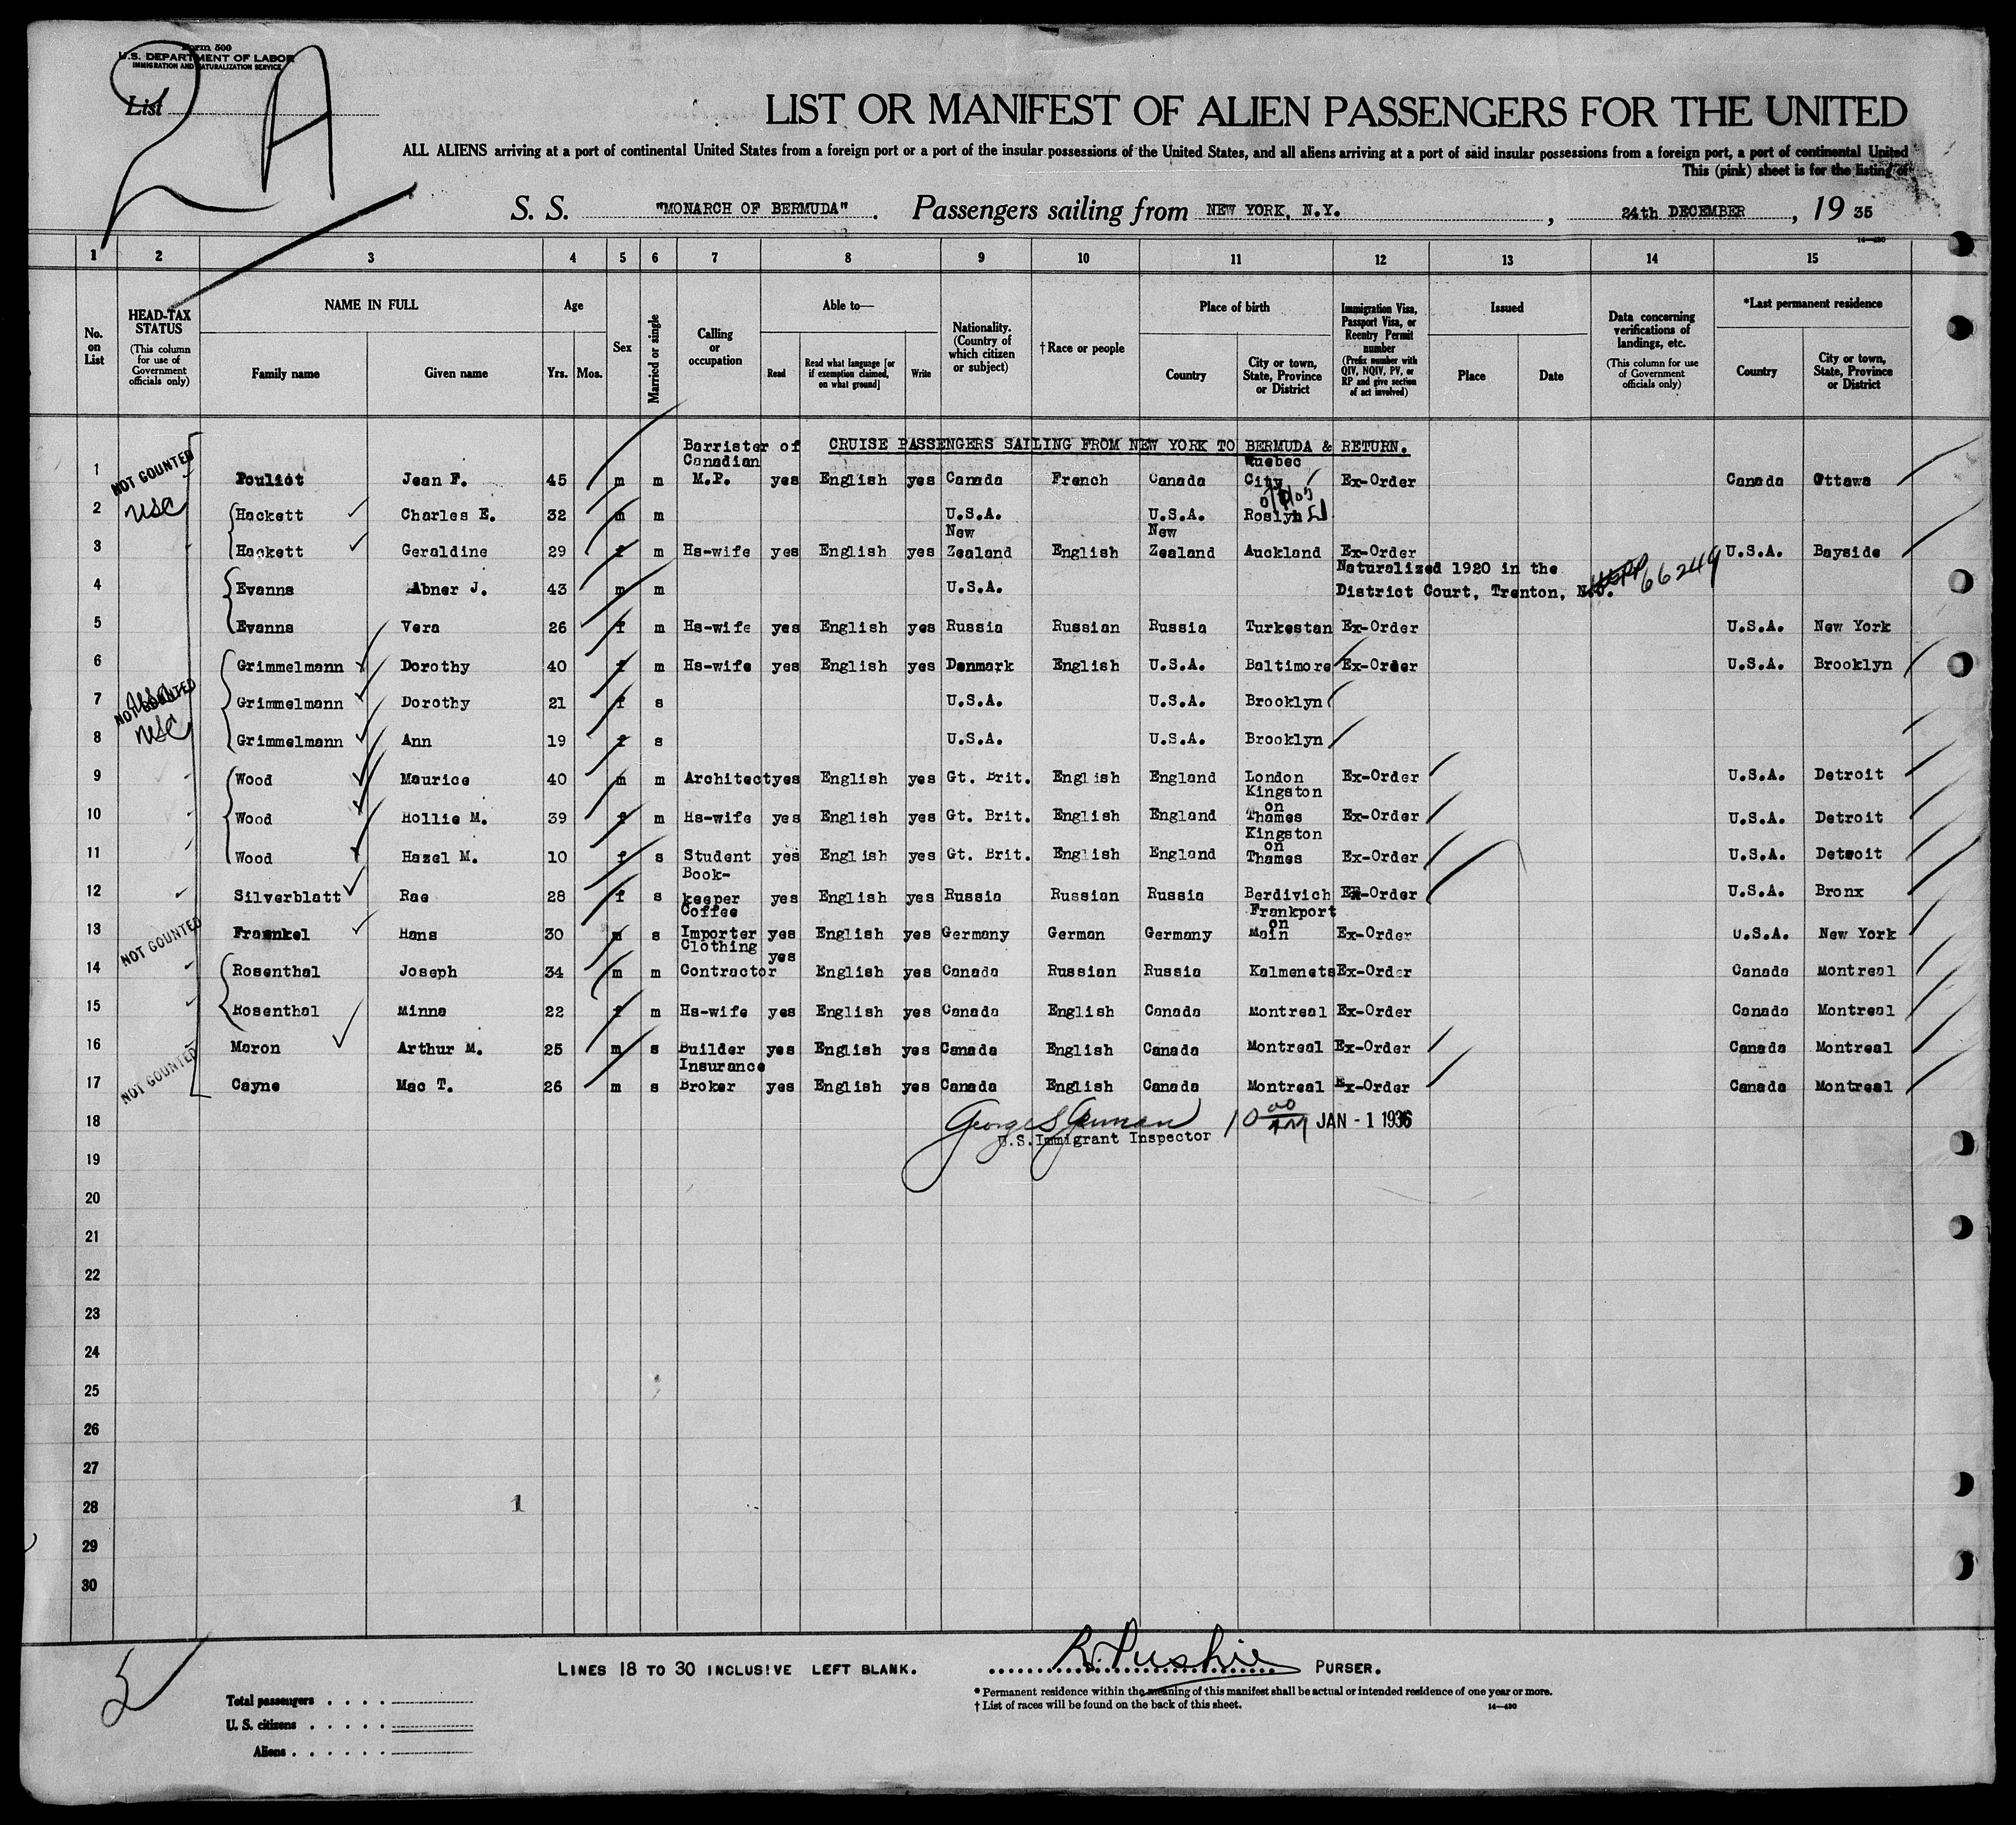 Form 500
U.S. DEPARTMENT OF LABOR
IMMIGRATION AND NATURALIZATION SERVICE
List
2 A
LIST OR MANIFEST OF ALIEN PASSENGERS FOR THE UNITED
ALL ALIENS arriving at a port of continental United States from a foreign port or a port of the insular possessions of the United States, and all aliens arriving at a port of said insular possessions from a foreign port, a port of continental United
This (pink) sheet is for the listing of
S. S. "MONARCH OF BERMUDA". Passengers sailing from NEW YORK, N.Y., 24th DECEMBER, 19 35
14—430
1 2 3 4 5 6 7 8 9 10 11 12 13 14 15
No. on List
HEAD-TAX STATUS (This column for use of Government officials only)
NAME IN FULL
Family name Given name
Age
Yrs. Mos.
Sex
Married or single
Calling or occupation
Able to—
Read Read what language [or if exemption claimed, on what ground] Write
Nationality. (Country of which citizen or subject)
†Race or people
Place of birth
Country City or town, State, Province or District
Immigration Visa, Passport Visa, or Reentry Permit number (Prefix number with QIV, NQIV, PV, or RP and give section of act involved)
Issued
Place Date
Data concerning verifications of landings, etc. (This column for use of Government officials only)
*Last permanent residence
Country City or town, State, Province or District
CRUISE PASSENGERS SAILING FROM NEW YORK TO BERMUDA & RETURN.
1 NOT COUNTED Pouliot Jean F. 45 m m Barrister of Canadian M.P. yes English yes Canada French Canada Quebec City Ex-Order Canada Ottawa
2 USC Hackett Charles E. 32 m m U.S.A. U.S.A. Roslyn
3 Hackett Geraldine 29 f m Hs-wife yes English yes New Zealand English New Zealand Auckland Ex-Order U.S.A. Bayside
4 Evanns Abner J. 43 m m U.S.A. Naturalized 1920 in the District Court, Trenton, N.J. 66249
5 Evanns Vera 26 f m Hs-wife yes English yes Russia Russian Russia Turkestan Ex-Order U.S.A. New York
6 Grimmelmann Dorothy 40 f m Hs-wife yes English yes Denmark English U.S.A. Baltimore Ex-Order U.S.A. Brooklyn
7 NOT COUNTED Grimmelmann Dorothy 21 f s U.S.A. U.S.A. Brooklyn
8 USC Grimmelmann Ann 19 f s U.S.A. U.S.A. Brooklyn
9 Wood Maurice 40 m m Architect yes English yes Gt. Brit. English England London Ex-Order U.S.A. Detroit
10 Wood Hollie M. 39 f m Hs-wife yes English yes Gt. Brit. English England Kingston on Thames Ex-Order U.S.A. Detroit
11 Wood Hazel M. 10 f s Student yes English yes Gt. Brit. English England Kingston on Thames Ex-Order U.S.A. Detroit
12 Silverblatt Rae 28 f s Book-keeper yes English yes Russia Russian Russia Berdivich Ex-Order U.S.A. Bronx
13 NOT COUNTED Fraenkel Hans 30 m s Coffee Importer yes English yes Germany German Germany Frankport on Main Ex-Order U.S.A. New York
14 Rosenthal Joseph 34 m m Clothing Contractor yes English yes Canada Russian Russia Kalmenets Ex-Order Canada Montreal
15 Rosenthal Minna 22 f m Hs-wife yes English yes Canada English Canada Montreal Ex-Order Canada Montreal
16 Maron Arthur M. 25 m s Builder yes English yes Canada English Canada Montreal Ex-Order Canada Montreal
17 NOT COUNTED Cayne Mac T. 26 m s Insurance Broker yes English yes Canada English Canada Montreal Ex-Order Canada Montreal
18 10 00 AM JAN - 1 1936
U.S. Immigrant Inspector
19
20
21
22
23
24
25
26
27
28 1
29
30
LINES 18 TO 30 INCLUSIVE LEFT BLANK.
R. Pushie PURSER.
5
Total passengers
U. S. citizens
Aliens
* Permanent residence within the meaning of this manifest shall be actual or intended residence of one year or more.
† List of races will be found on the back of this sheet. 14—430